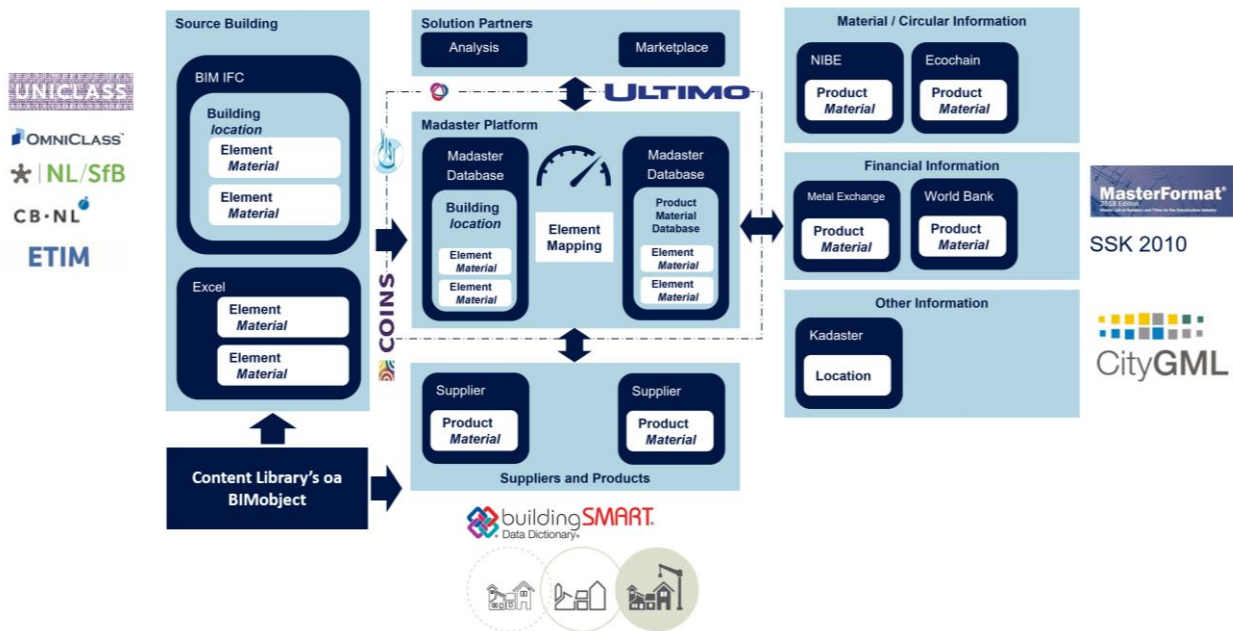 UNICLASS
OMNICLASS™
NL/SfB
CB-NL
ETIM
Source Building
BIM IFC
Building
location
Element
Material
Element
Material
Excel
Element
Material
Element
Material
Content Library's oa
BIMobject
Solution Partners
Analysis
Marketplace
ULTIMO
COINS
Madaster Platform
Madaster
Database
Building
location
Element
Material
Element
Material
Element
Mapping
Madaster
Database
Product
Material
Database
Element
Material
Element
Material
Supplier
Product
Material
Supplier
Product
Material
Suppliers and Products
buildingSMART®
Data Dictionary®
Material / Circular Information
NIBE
Product
Material
Ecochain
Product
Material
Financial Information
Metal Exchange
Product
Material
World Bank
Product
Material
Other Information
Kadaster
Location
MasterFormat®
SSK 2010
CityGML